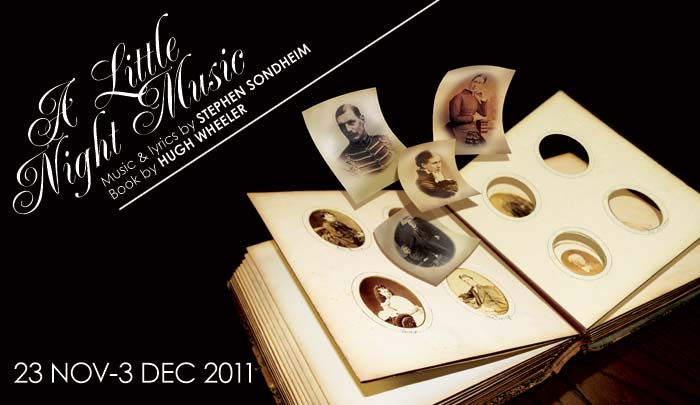 A Little
Night Music
Music & lyrics by STEPHEN SONDHEIM
Book by HUGH WHEELER
23 NOV-3 DEC 2011